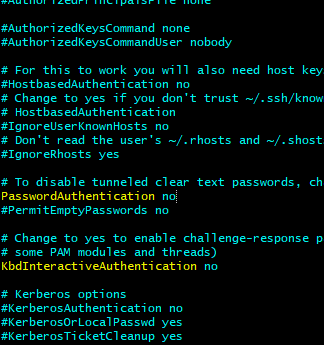 #AuthorizedPrincipalsFile none
#AuthorizedKeysCommand none
#AuthorizedKeysCommandUser nobody
# For this to work you will also need host key
#HostbasedAuthentication no
# Change to yes if you don't trust ~/.ssh/know
# HostbasedAuthentication
#IgnoreUserKnownHosts no
# Don't read the user's ~/.rhosts and ~/.shost
#IgnoreRhosts yes
# To disable tunneled clear text passwords, ch
PasswordAuthentication no
#PermitEmptyPasswords no
# Change to yes to enable challenge-response p
# some PAM modules and threads)
KbdInteractiveAuthentication no
# Kerberos options
#KerberosAuthentication no
#KerberosOrLocalPasswd yes
#KerberosTicketCleanup yes